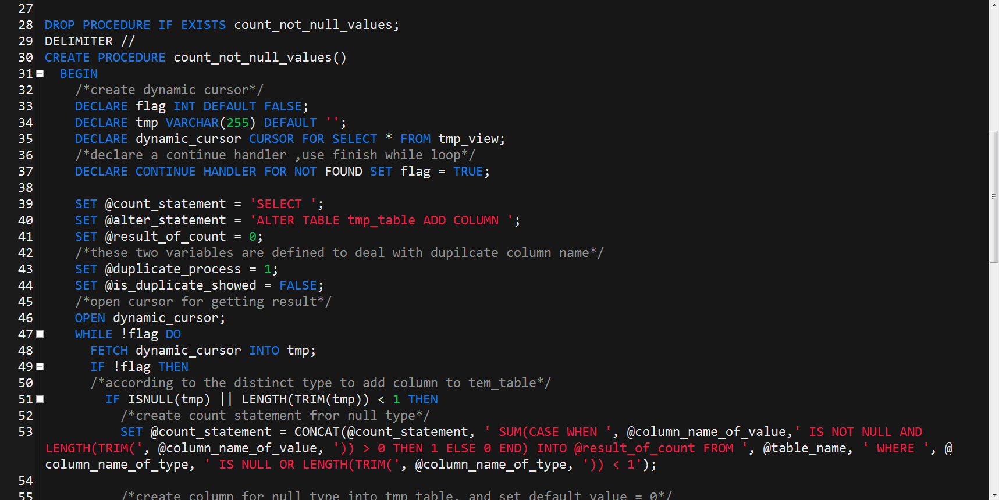 27
28 DROP PROCEDURE IF EXISTS count_not_null_values;
29 DELIMITER //
30 CREATE PROCEDURE count_not_null_values()
31 BEGIN
32 /*create dynamic cursor*/
33 DECLARE flag INT DEFAULT FALSE;
34 DECLARE tmp VARCHAR(255) DEFAULT '';
35 DECLARE dynamic_cursor CURSOR FOR SELECT * FROM tmp_view;
36 /*declare a continue handler ,use finish while loop*/
37 DECLARE CONTINUE HANDLER FOR NOT FOUND SET flag = TRUE;
38
39 SET @count_statement = 'SELECT ';
40 SET @alter_statement = 'ALTER TABLE tmp_table ADD COLUMN ';
41 SET @result_of_count = 0;
42 /*these two variables are defined to deal with dupilcate column name*/
43 SET @duplicate_process = 1;
44 SET @is_duplicate_showed = FALSE;
45 /*open cursor for getting result*/
46 OPEN dynamic_cursor;
47 WHILE !flag DO
48 FETCH dynamic_cursor INTO tmp;
49 IF !flag THEN
50 /*according to the distinct type to add column to tem_table*/
51 IF ISNULL(tmp) || LENGTH(TRIM(tmp)) < 1 THEN
52 /*create count statement fror null type*/
53 SET @count_statement = CONCAT(@count_statement, ' SUM(CASE WHEN ', @column_name_of_value,' IS NOT NULL AND
LENGTH(TRIM(', @column_name_of_value, ')) > 0 THEN 1 ELSE 0 END) INTO @result_of_count FROM ', @table_name, ' WHERE ', @
column_name_of_type, ' IS NULL OR LENGTH(TRIM(', @column_name_of_type, ')) < 1');
54
55 /*create column for null type into tmp_table, and set default value = 0*/